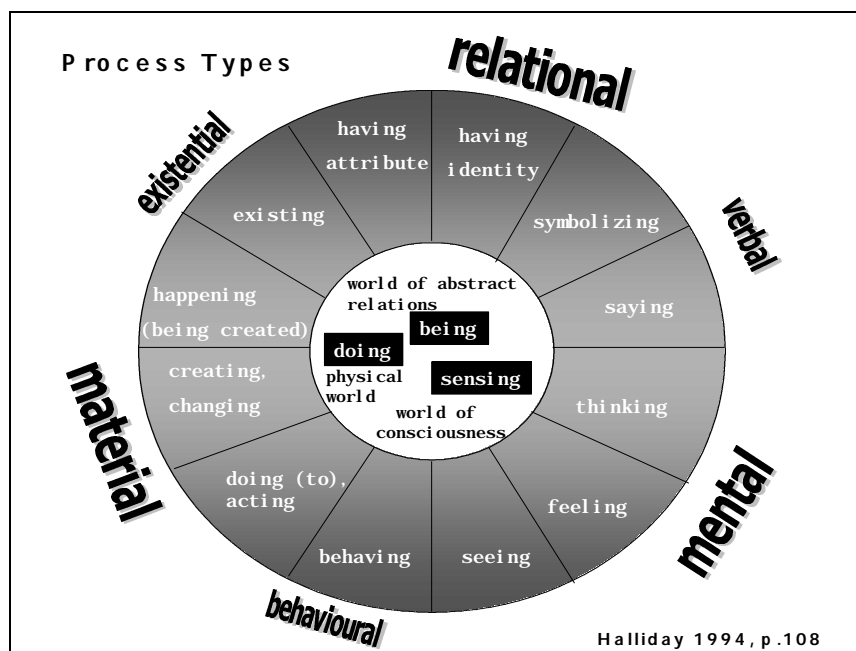 Process Types
relational
existential
verbal
having
attribute
having
identity
existing
symbolizing
happening
(being created)
saying
world of abstract
relations
being
doing
physical
world
sensing
world of
consciousness
creating,
changing
thinking
material
mental
doing (to),
acting
feeling
behaving
seeing
behavioural
Halliday 1994, p.108